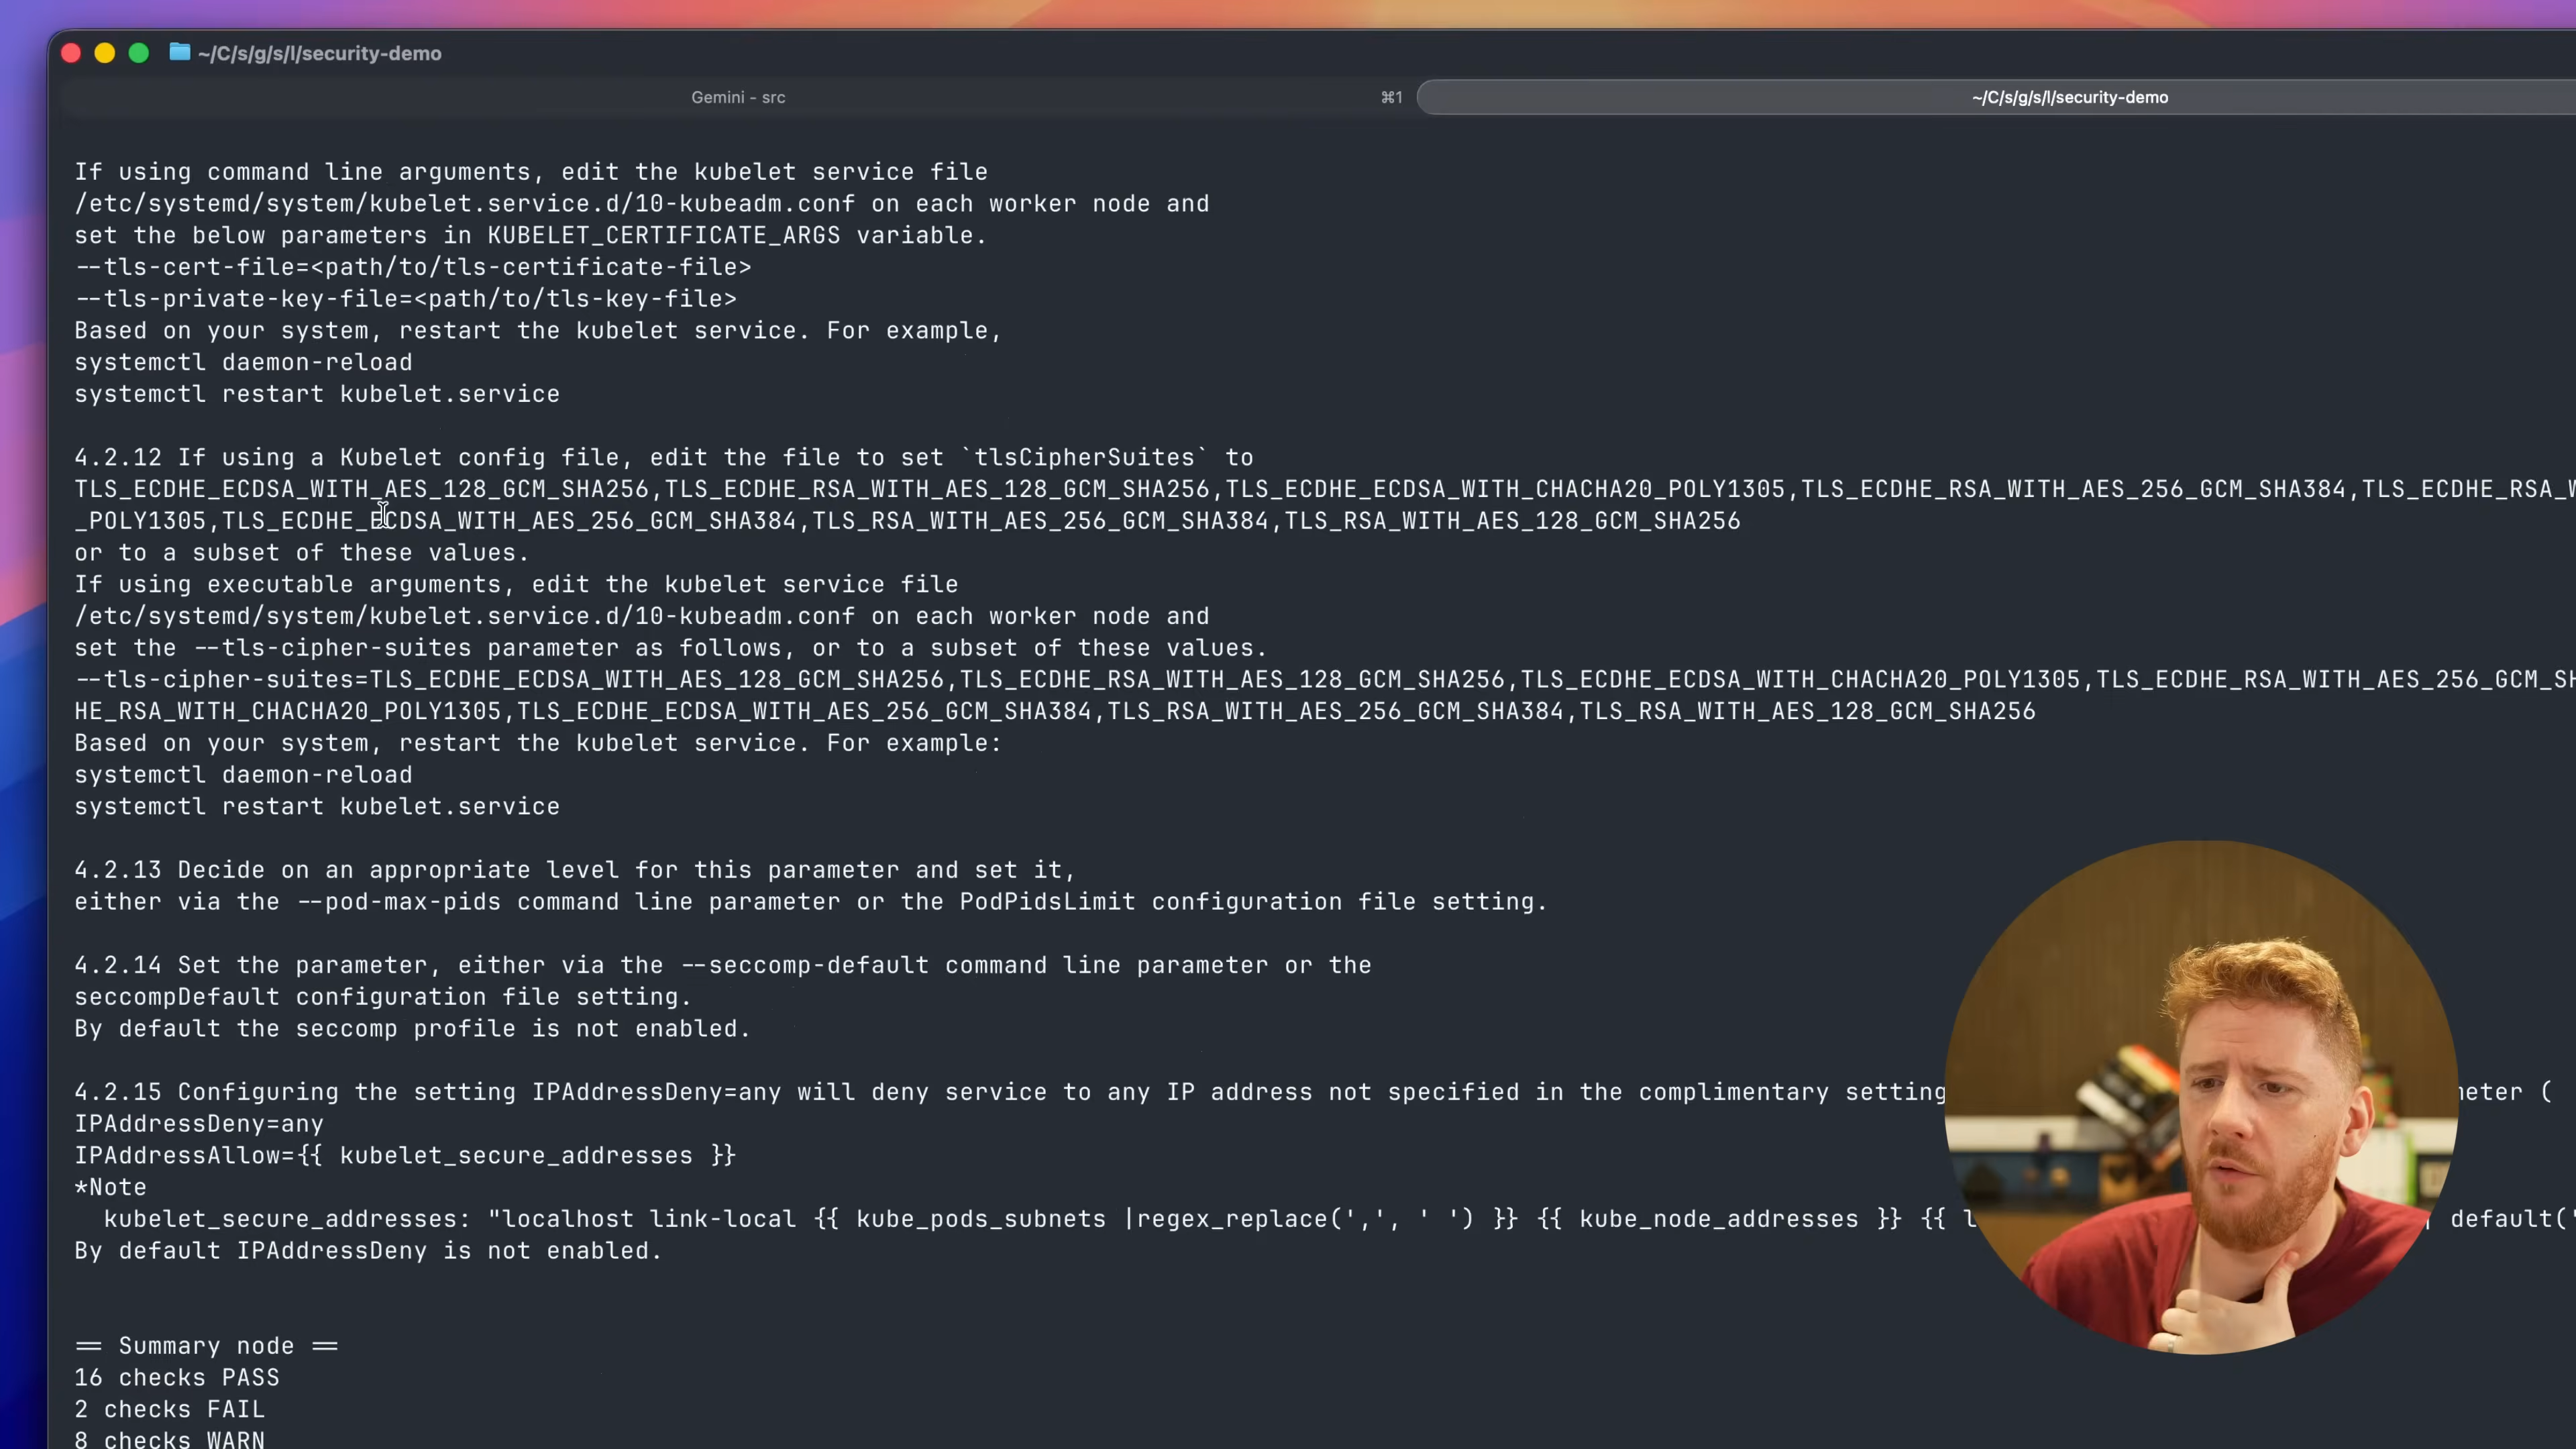 ~/C/s/g/s/l/security-demo
Gemini - src
⌘1
~/C/s/g/s/l/security-demo
If using command line arguments, edit the kubelet service file
/etc/systemd/system/kubelet.service.d/10-kubeadm.conf on each worker node and
set the below parameters in KUBELET_CERTIFICATE_ARGS variable.
--tls-cert-file=<path/to/tls-certificate-file>
--tls-private-key-file=<path/to/tls-key-file>
Based on your system, restart the kubelet service. For example,
systemctl daemon-reload
systemctl restart kubelet.service
4.2.12 If using a Kubelet config file, edit the file to set `tlsCipherSuites` to
TLS_ECDHE_ECDSA_WITH_AES_128_GCM_SHA256,TLS_ECDHE_RSA_WITH_AES_128_GCM_SHA256,TLS_ECDHE_ECDSA_WITH_CHACHA20_POLY1305,TLS_ECDHE_RSA_WITH_AES_256_GCM_SHA384,TLS_ECDHE_RSA_W
_POLY1305,TLS_ECDHE_ECDSA_WITH_AES_256_GCM_SHA384,TLS_RSA_WITH_AES_256_GCM_SHA384,TLS_RSA_WITH_AES_128_GCM_SHA256
or to a subset of these values.
If using executable arguments, edit the kubelet service file
/etc/systemd/system/kubelet.service.d/10-kubeadm.conf on each worker node and
set the --tls-cipher-suites parameter as follows, or to a subset of these values.
--tls-cipher-suites=TLS_ECDHE_ECDSA_WITH_AES_128_GCM_SHA256,TLS_ECDHE_RSA_WITH_AES_128_GCM_SHA256,TLS_ECDHE_ECDSA_WITH_CHACHA20_POLY1305,TLS_ECDHE_RSA_WITH_AES_256_GCM_SH
HE_RSA_WITH_CHACHA20_POLY1305,TLS_ECDHE_ECDSA_WITH_AES_256_GCM_SHA384,TLS_RSA_WITH_AES_256_GCM_SHA384,TLS_RSA_WITH_AES_128_GCM_SHA256
Based on your system, restart the kubelet service. For example:
systemctl daemon-reload
systemctl restart kubelet.service
4.2.13 Decide on an appropriate level for this parameter and set it,
either via the --pod-max-pids command line parameter or the PodPidsLimit configuration file setting.
4.2.14 Set the parameter, either via the --seccomp-default command line parameter or the
seccompDefault configuration file setting.
By default the seccomp profile is not enabled.
4.2.15 Configuring the setting IPAddressDeny=any will deny service to any IP address not specified in the complimentary setting meter (
IPAddressDeny=any
IPAddressAllow={{ kubelet_secure_addresses }}
*Note
kubelet_secure_addresses: "localhost link-local {{ kube_pods_subnets |regex_replace(',', ' ') }} {{ kube_node_addresses }} {{ l default('
By default IPAddressDeny is not enabled.
== Summary node ==
16 checks PASS
2 checks FAIL
8 checks WARN